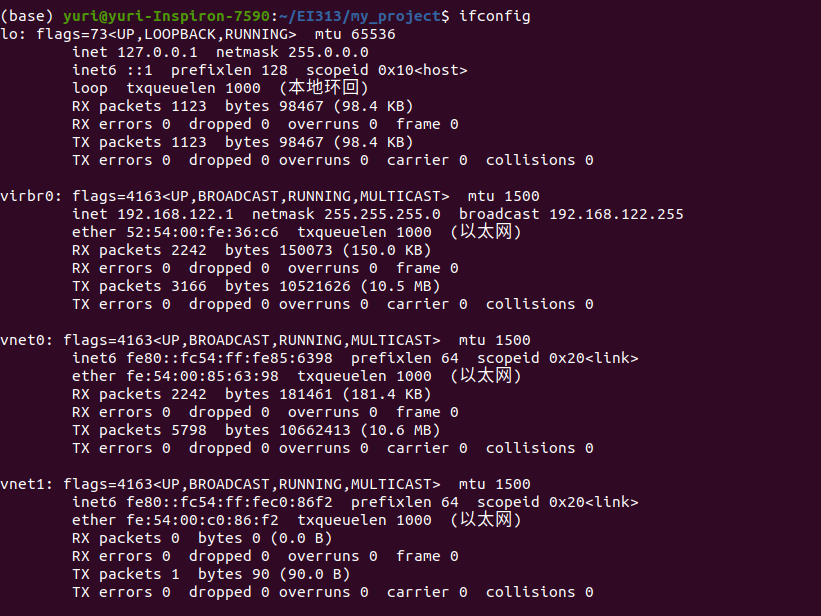 (base) yuri@yuri-Inspiron-7590:~/EI313/my_project$ ifconfig
lo: flags=73<UP,LOOPBACK,RUNNING>  mtu 65536
        inet 127.0.0.1  netmask 255.0.0.0
        inet6 ::1  prefixlen 128  scopeid 0x10<host>
        loop  txqueuelen 1000  (本地环回)
        RX packets 1123  bytes 98467 (98.4 KB)
        RX errors 0  dropped 0  overruns 0  frame 0
        TX packets 1123  bytes 98467 (98.4 KB)
        TX errors 0  dropped 0 overruns 0  carrier 0  collisions 0

virbr0: flags=4163<UP,BROADCAST,RUNNING,MULTICAST>  mtu 1500
        inet 192.168.122.1  netmask 255.255.255.0  broadcast 192.168.122.255
        ether 52:54:00:fe:36:c6  txqueuelen 1000  (以太网)
        RX packets 2242  bytes 150073 (150.0 KB)
        RX errors 0  dropped 0  overruns 0  frame 0
        TX packets 3166  bytes 10521626 (10.5 MB)
        TX errors 0  dropped 0 overruns 0  carrier 0  collisions 0

vnet0: flags=4163<UP,BROADCAST,RUNNING,MULTICAST>  mtu 1500
        inet6 fe80::fc54:ff:fe85:6398  prefixlen 64  scopeid 0x20<link>
        ether fe:54:00:85:63:98  txqueuelen 1000  (以太网)
        RX packets 2242  bytes 181461 (181.4 KB)
        RX errors 0  dropped 0  overruns 0  frame 0
        TX packets 5798  bytes 10662413 (10.6 MB)
        TX errors 0  dropped 0 overruns 0  carrier 0  collisions 0

vnet1: flags=4163<UP,BROADCAST,RUNNING,MULTICAST>  mtu 1500
        inet6 fe80::fc54:ff:fec0:86f2  prefixlen 64  scopeid 0x20<link>
        ether fe:54:00:c0:86:f2  txqueuelen 1000  (以太网)
        RX packets 0  bytes 0 (0.0 B)
        RX errors 0  dropped 0  overruns 0  frame 0
        TX packets 1  bytes 90 (90.0 B)
        TX errors 0  dropped 0 overruns 0  carrier 0  collisions 0